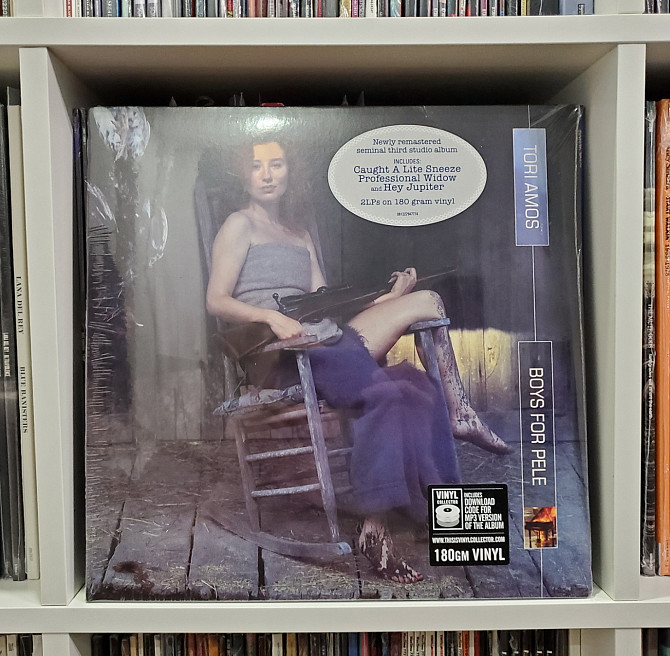 Newly remastered
seminal third studio album
INCLUDES:
Caught A Lite Sneeze
Professional Widow
and Hey Jupiter
2LPs on 180 gram vinyl
TORI AMOS
BOYS FOR PELE
VINYL
COLLECTOR
INCLUDES
DOWNLOAD
CODE FOR
MP3 VERSION
OF THE ALBUM
WWW.THISISVINYLCOLLECTOR.COM
180GM VINYL
LANA DEL REY
BLUE BANISTERS